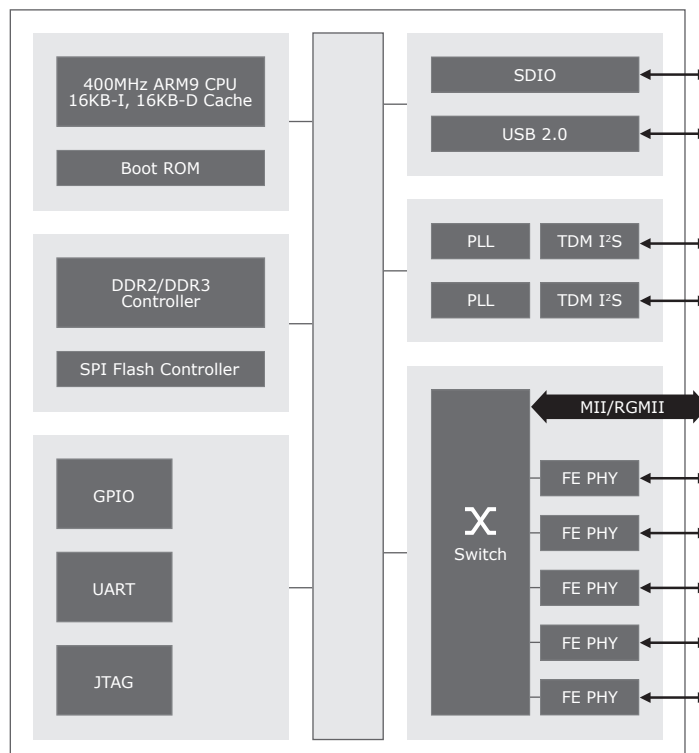 400MHz ARM9 CPU
16KB-I, 16KB-D Cache
Boot ROM
DDR2/DDR3
Controller
SPI Flash Controller
GPIO
UART
JTAG
SDIO
USB 2.0
PLL
TDM I²S
PLL
TDM I²S
MII/RGMII
Switch
FE PHY
FE PHY
FE PHY
FE PHY
FE PHY